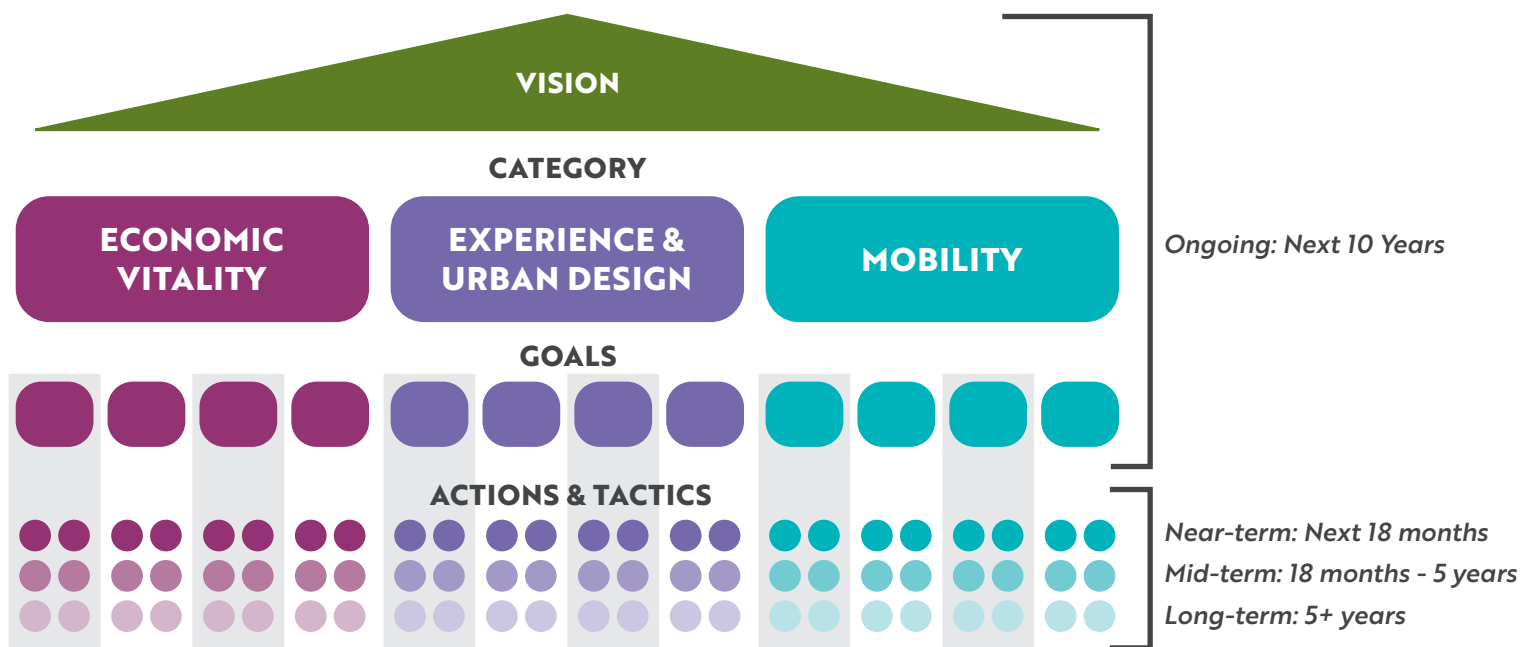 VISION
CATEGORY
ECONOMIC
VITALITY
EXPERIENCE &
URBAN DESIGN
MOBILITY
Ongoing: Next 10 Years
GOALS
ACTIONS & TACTICS
Near-term: Next 18 months
Mid-term: 18 months - 5 years
Long-term: 5+ years